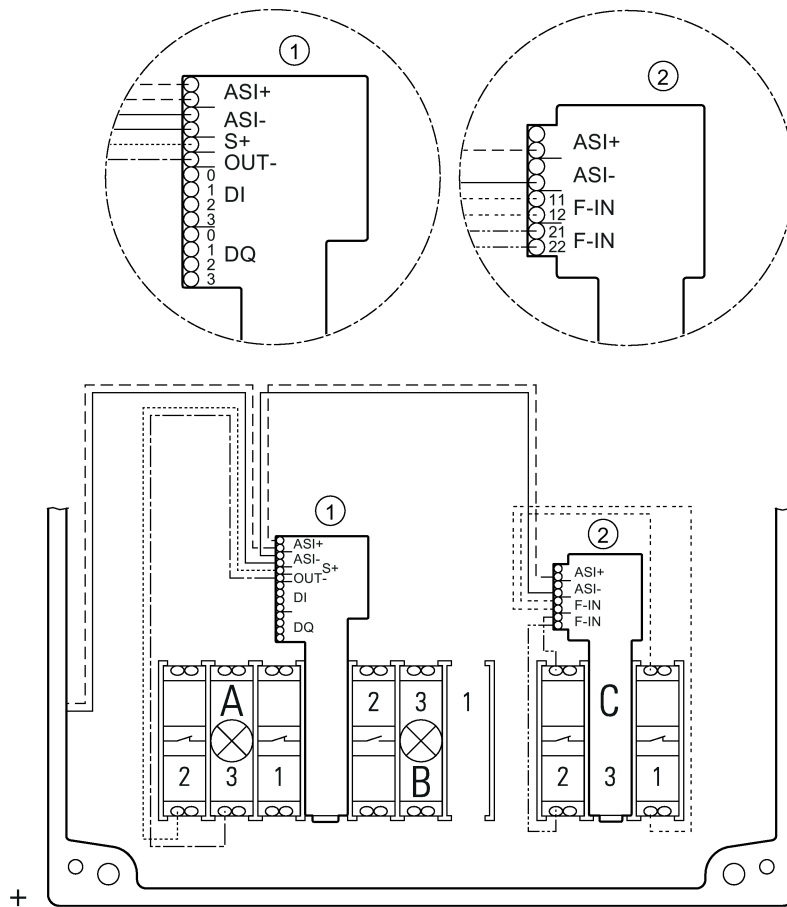 1
ASI+
ASI-
S+
OUT-
0
1
DI
2
3
0
1
DQ
2
3
2
ASI+
ASI-
11
F-IN
12
21
F-IN
22
1
ASI+
ASI-
S+
OUT-
DI
DQ
2
ASI+
ASI-
F-IN
F-IN
A
2 3 1
2 3 1
B
C
2 3 1
+